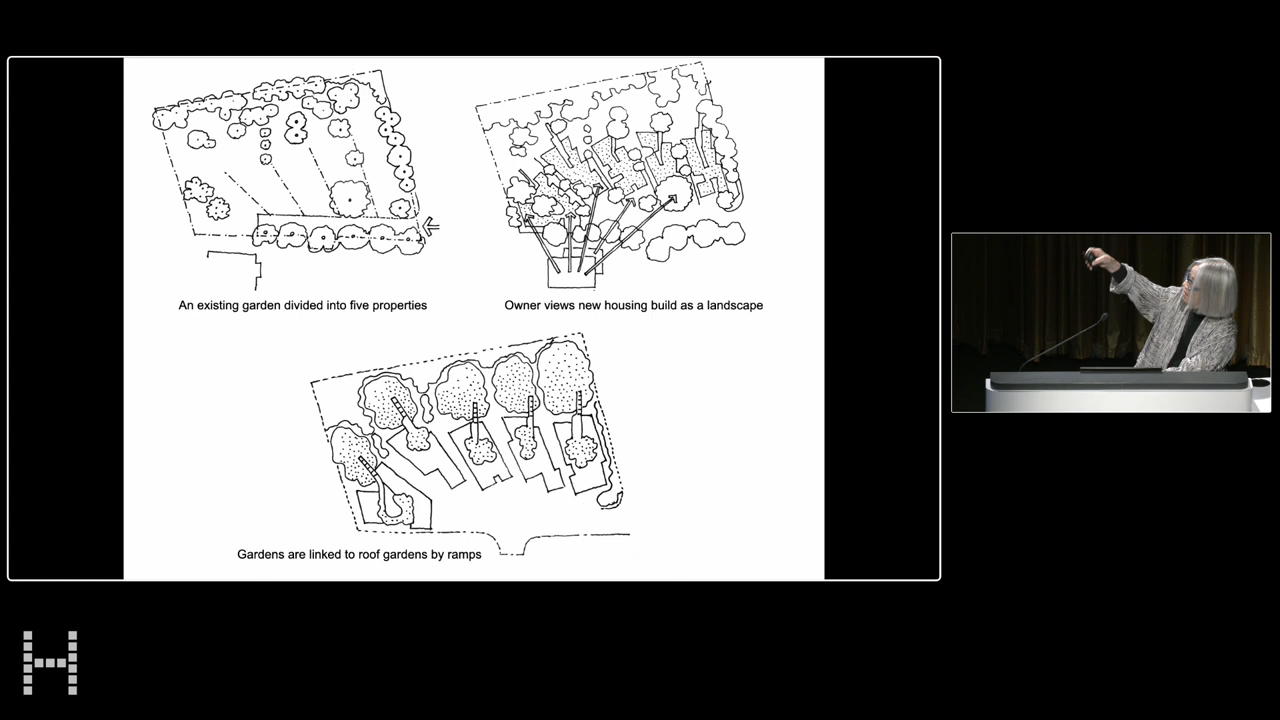 An existing garden divided into five properties
Owner views new housing build as a landscape
Gardens are linked to roof gardens by ramps
H